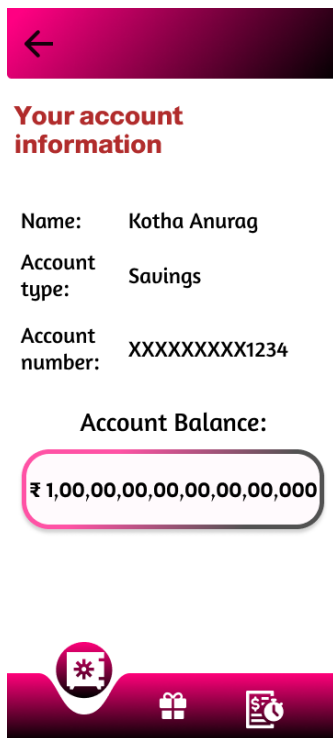 Your account
information
Name: Kotha Anurag
Account
type: Savings
Account
number: XXXXXXXXX1234
Account Balance:
₹ 1,00,00,00,00,00,00,00,000